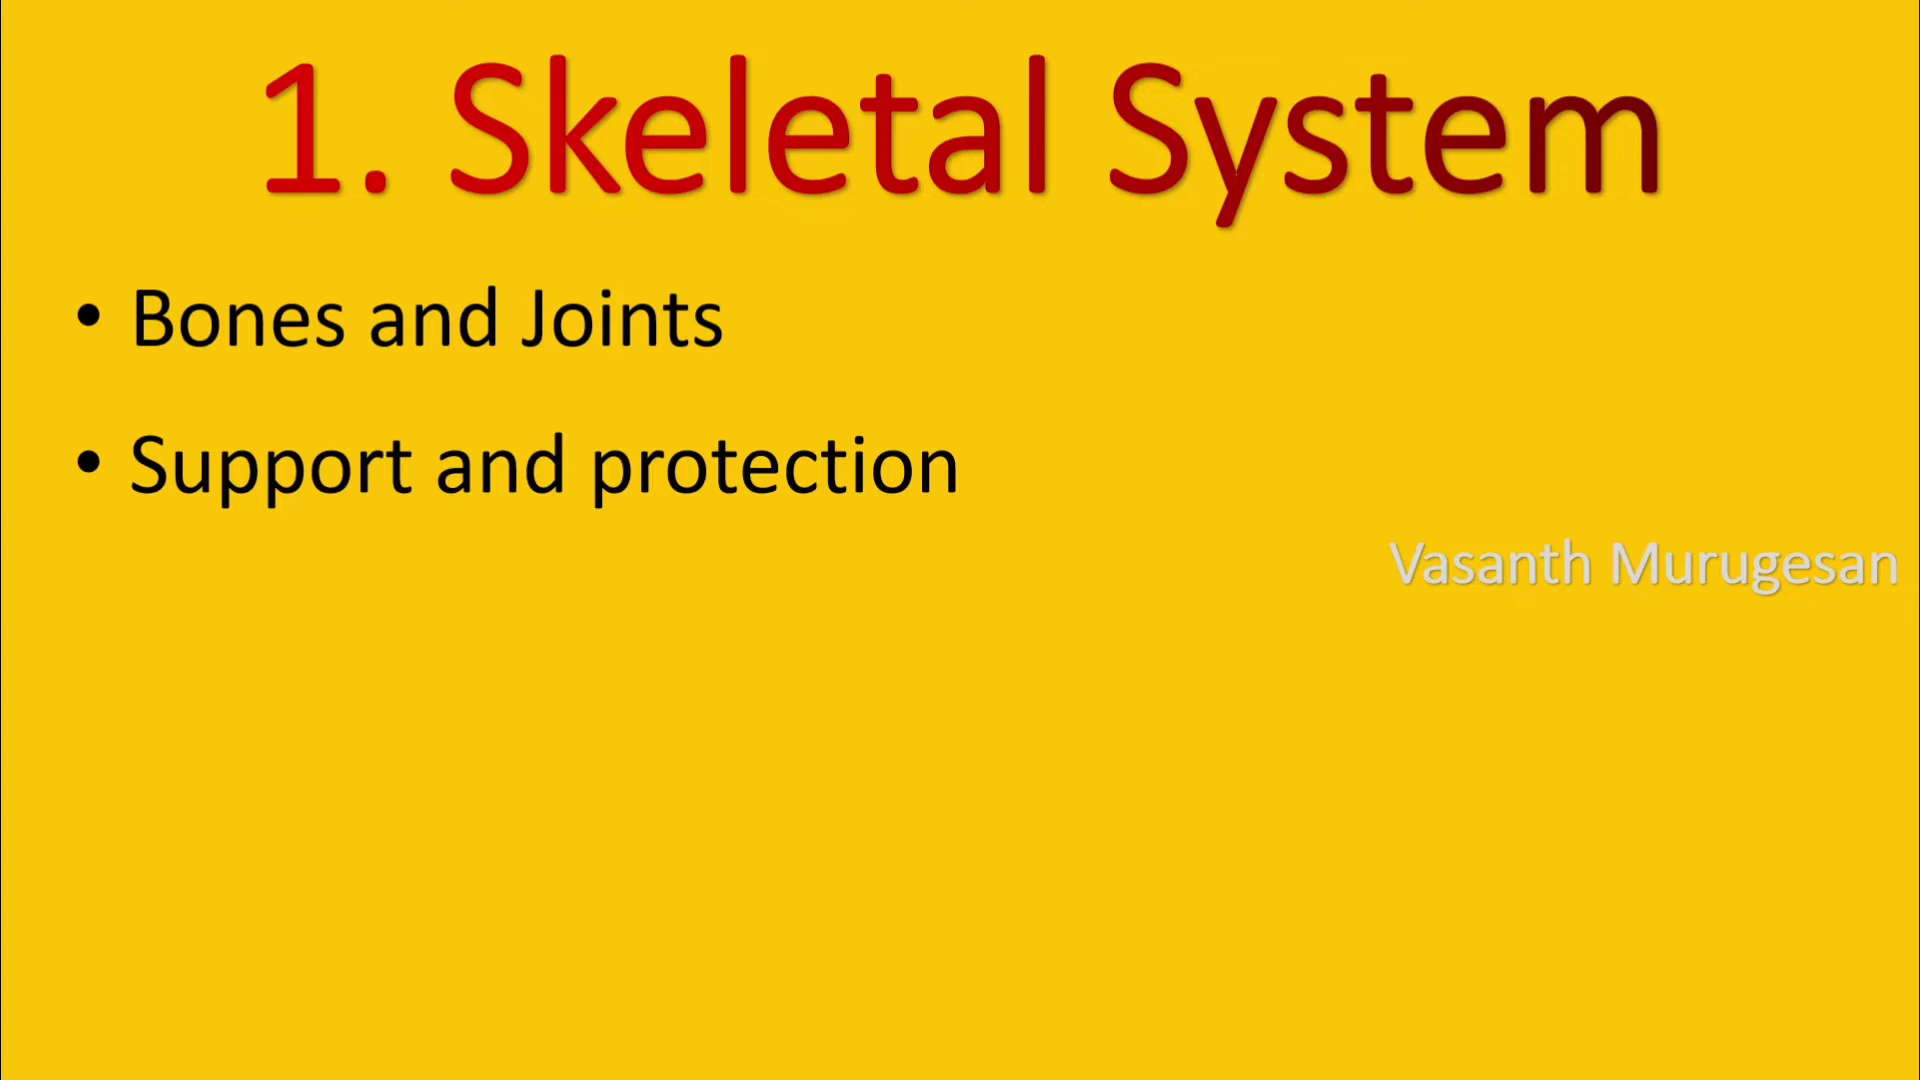 1. Skeletal System
• Bones and Joints
• Support and protection
Vasanth Murugesan